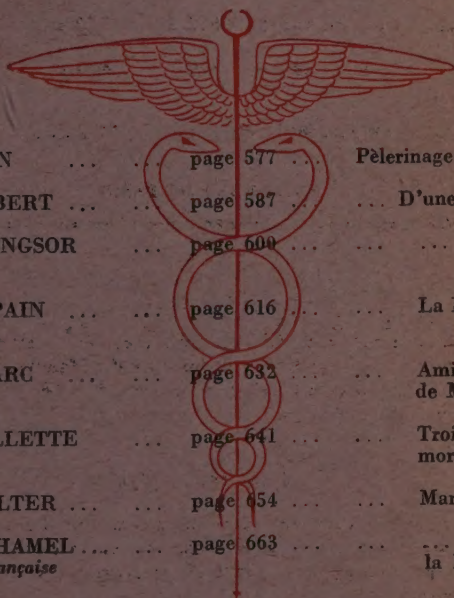 N ... ... page 577 ... Pèlerinage
BERT ... page 587 ... ... D'une
NGSOR ... page 600 ... ... ...
PAIN ... ... page 616 ... ... La
ARC ... ... page 632 ... ... Ami
de M
LLETTE ... page 641 ... ... Troi
mor
LTER ... ... page 654 ... ... Mar
HAMEL ... ... page 663 ... ... ...
ançaise la